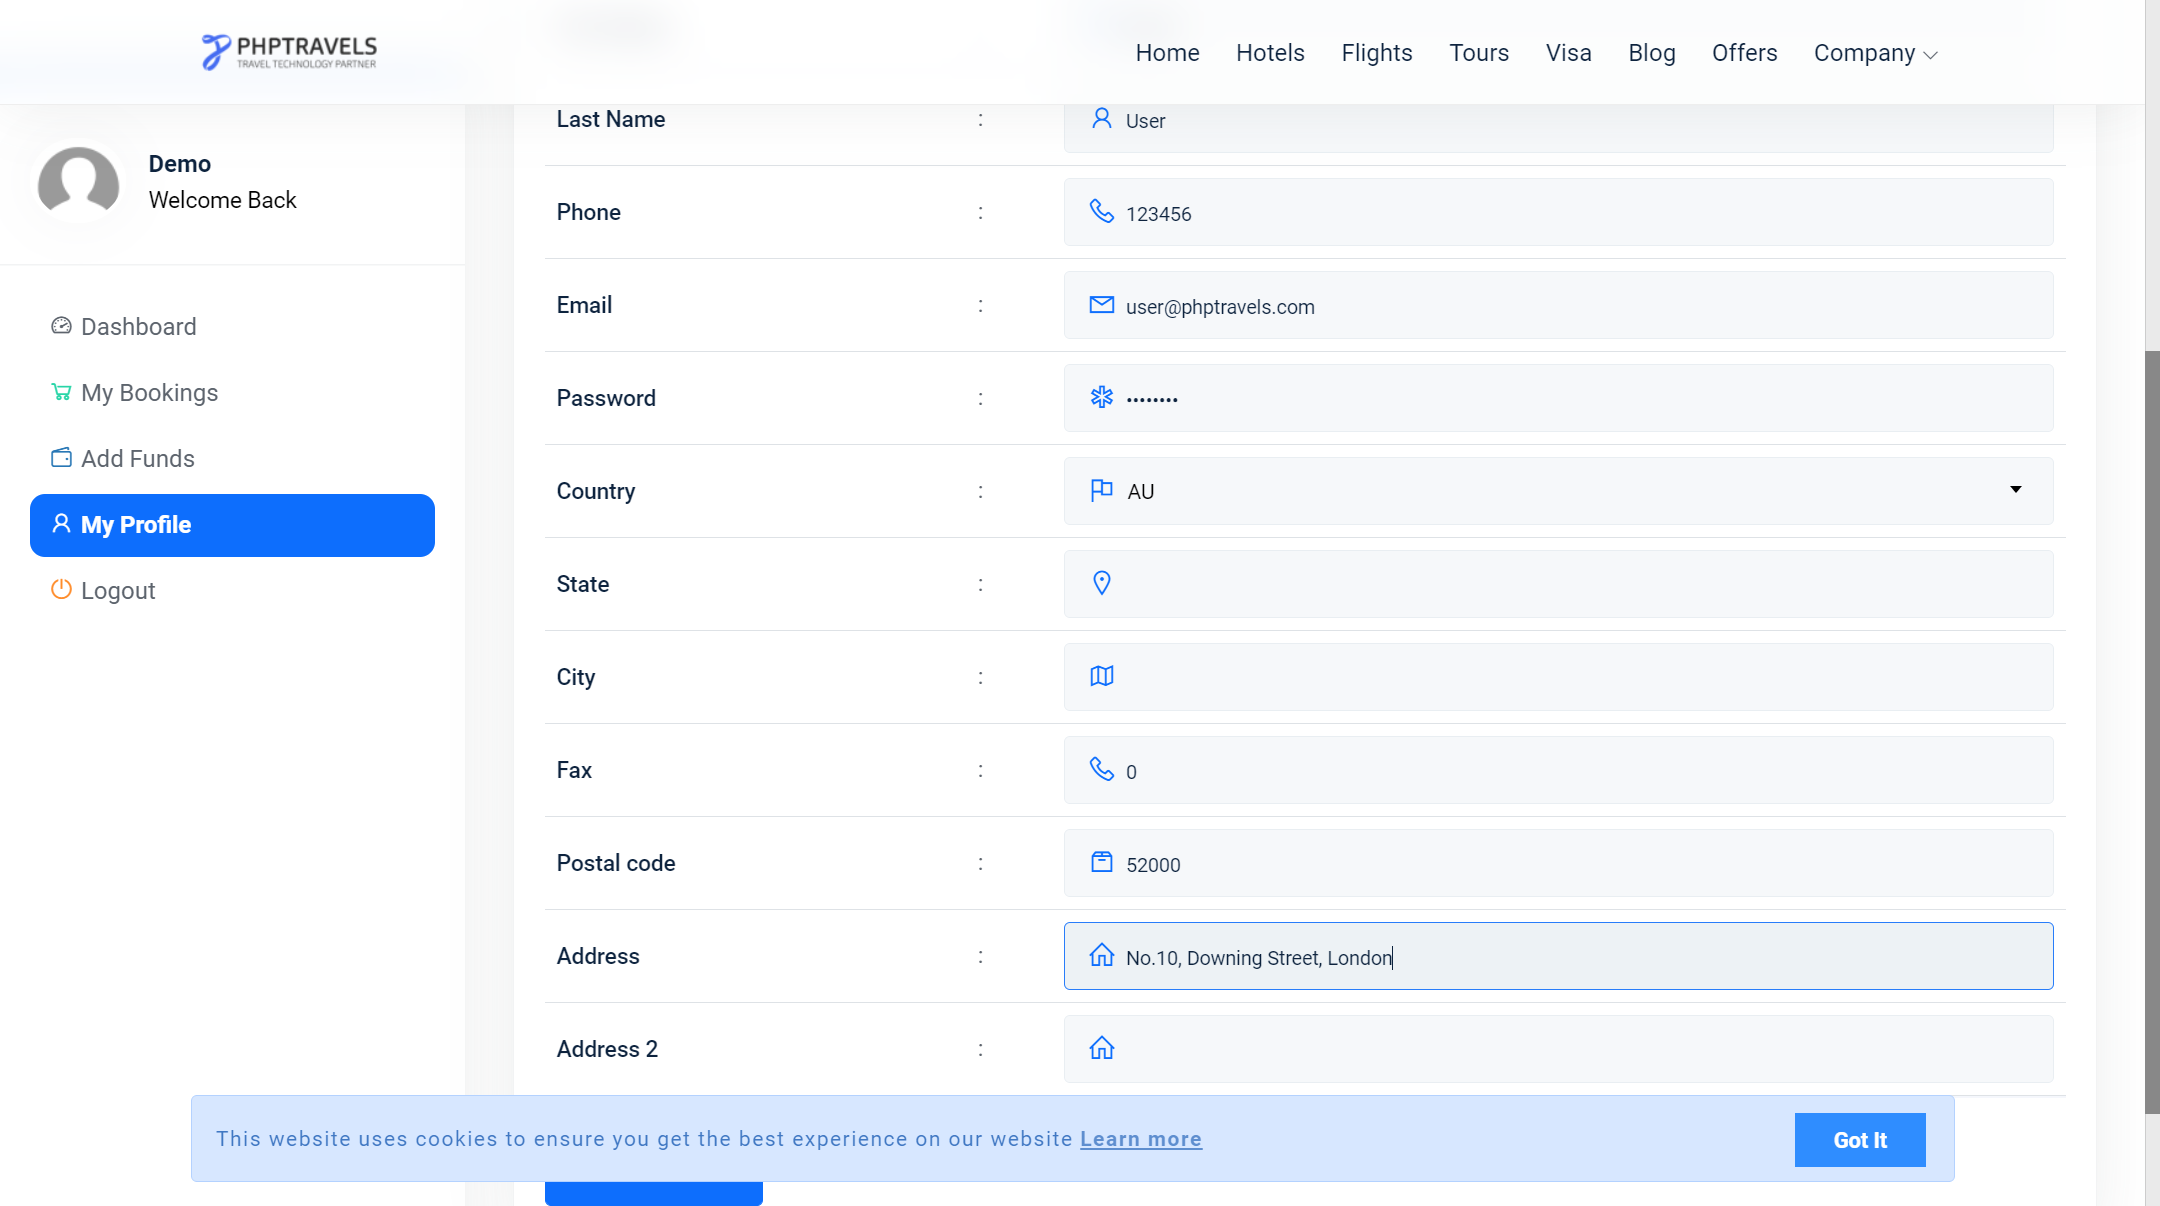 PHPTRAVELS
TRAVEL TECHNOLOGY PARTNER
Home Hotels Flights Tours Visa Blog Offers Company
Demo
Welcome Back
Dashboard
My Bookings
Add Funds
My Profile
Logout
Last Name : User
Phone : 123456
Email : user@phptravels.com
Password : ••••••••
Country : AU
State :
City :
Fax : 0
Postal code : 52000
Address : No.10, Downing Street, London
Address 2 :
This website uses cookies to ensure you get the best experience on our website Learn more
Got It